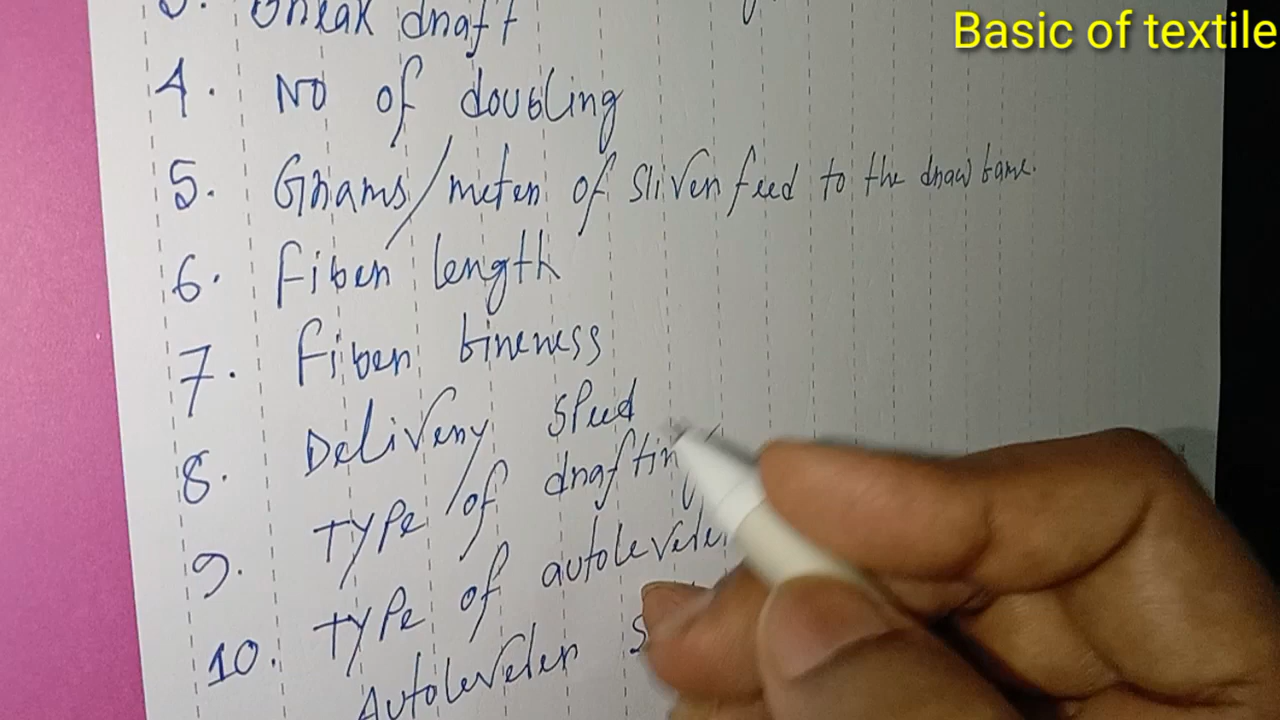 Basic of textile
3. Break draft
4. No of doubling
5. Grams/meter of sliver feed to the draw frame.
6. Fiber length
7. Fiber fineness
8. Delivery speed
9. Type of drafting
10. Type of autoleveler
Autoleveler